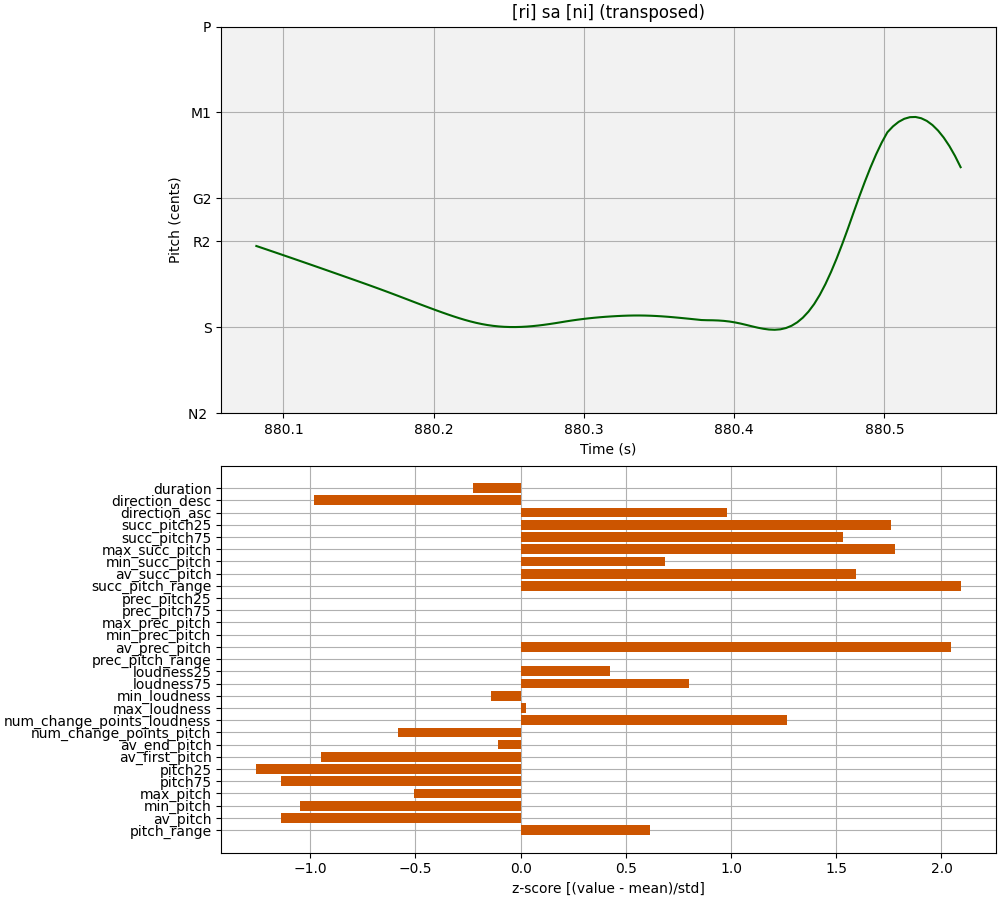 [ri] sa [ni] (transposed)
P
M1
G2
R2
S
N2
Pitch (cents)
880.1 880.2 880.3 880.4 880.5
Time (s)
duration
direction_desc
direction_asc
succ_pitch25
succ_pitch75
max_succ_pitch
min_succ_pitch
av_succ_pitch
succ_pitch_range
prec_pitch25
prec_pitch75
max_prec_pitch
min_prec_pitch
av_prec_pitch
prec_pitch_range
loudness25
loudness75
min_loudness
max_loudness
num_change_points_loudness
num_change_points_pitch
av_end_pitch
av_first_pitch
pitch25
pitch75
max_pitch
min_pitch
av_pitch
pitch_range
−1.0 −0.5 0.0 0.5 1.0 1.5 2.0
z-score [(value - mean)/std]